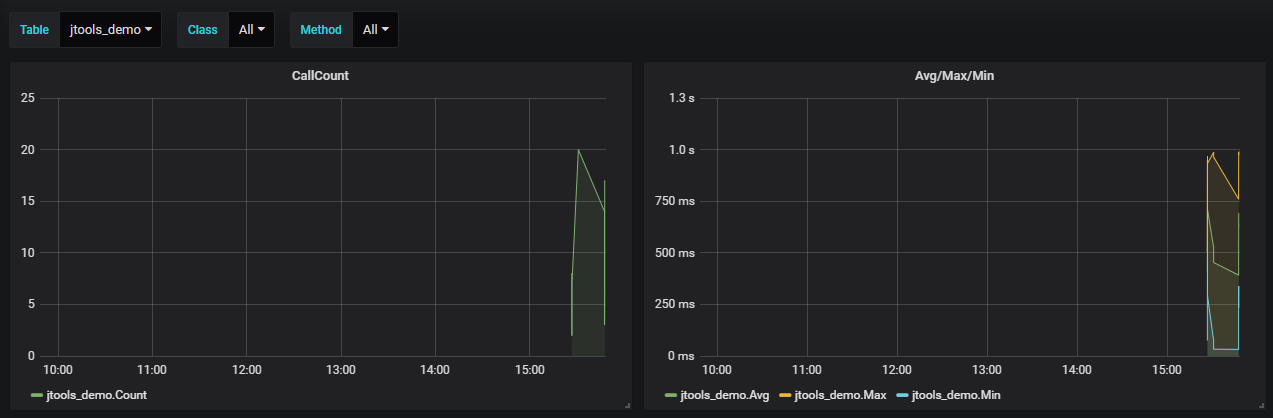 Table jtools_demo Class All Method All
CallCount
25
20
15
10
5
0
10:00 11:00 12:00 13:00 14:00 15:00
jtools_demo.Count
Avg/Max/Min
1.3 s
1.0 s
750 ms
500 ms
250 ms
0 ms
10:00 11:00 12:00 13:00 14:00 15:00
jtools_demo.Avg jtools_demo.Max jtools_demo.Min